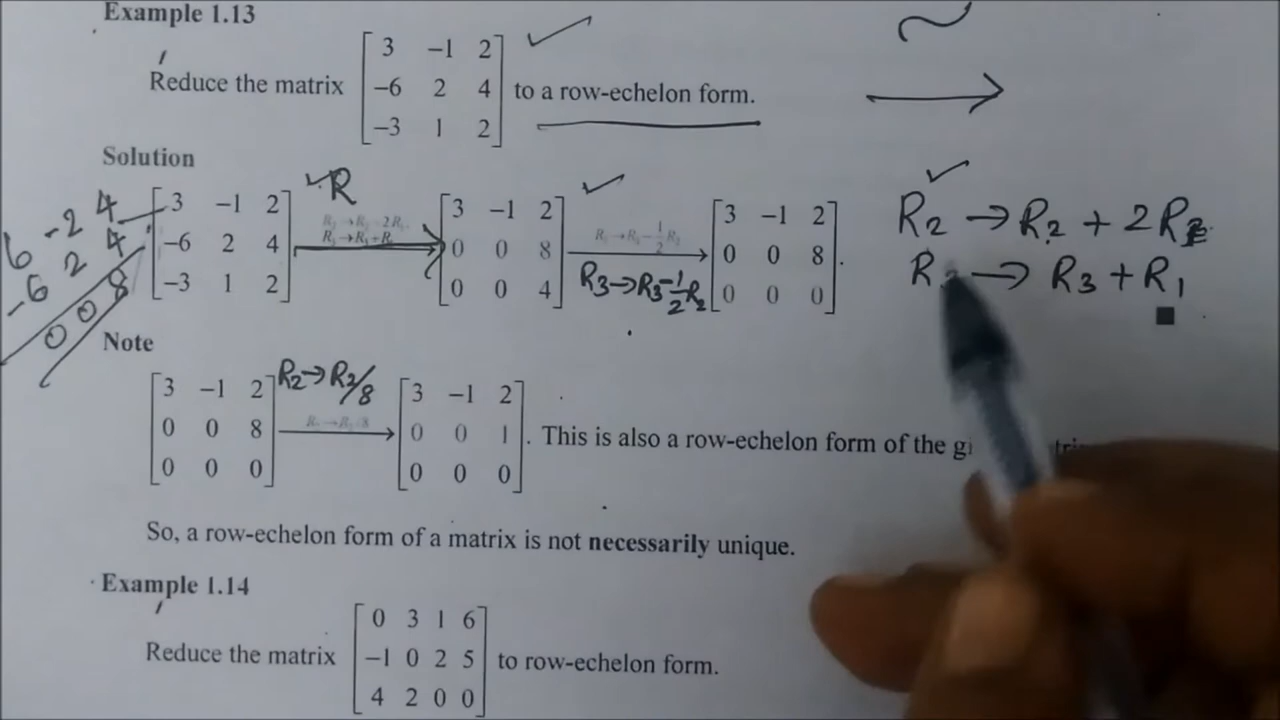 Example 1.13
Reduce the matrix [3 −1 2
−6 2 4
−3 1 2] to a row-echelon form.
Solution
[3 −1 2
−6 2 4
−3 1 2]
R
R₃→R₃+R₁
[3 −1 2
0 0 8
0 0 4]
R₃→R₃-1/2R₂
[3 −1 2
0 0 8
0 0 0].
6 -2 4
-6 2 4
0 0 8
R₂ → R₂ + 2R
→ R₃ + R₁
Note
[3 −1 2
0 0 8
0 0 0]
R₂→R₂/8
[3 −1 2
0 0 1
0 0 0]. This is also a row-echelon form of the
So, a row-echelon form of a matrix is not necessarily unique.
Example 1.14
Reduce the matrix [0 3 1 6
−1 0 2 5
4 2 0 0] to row-echelon form.